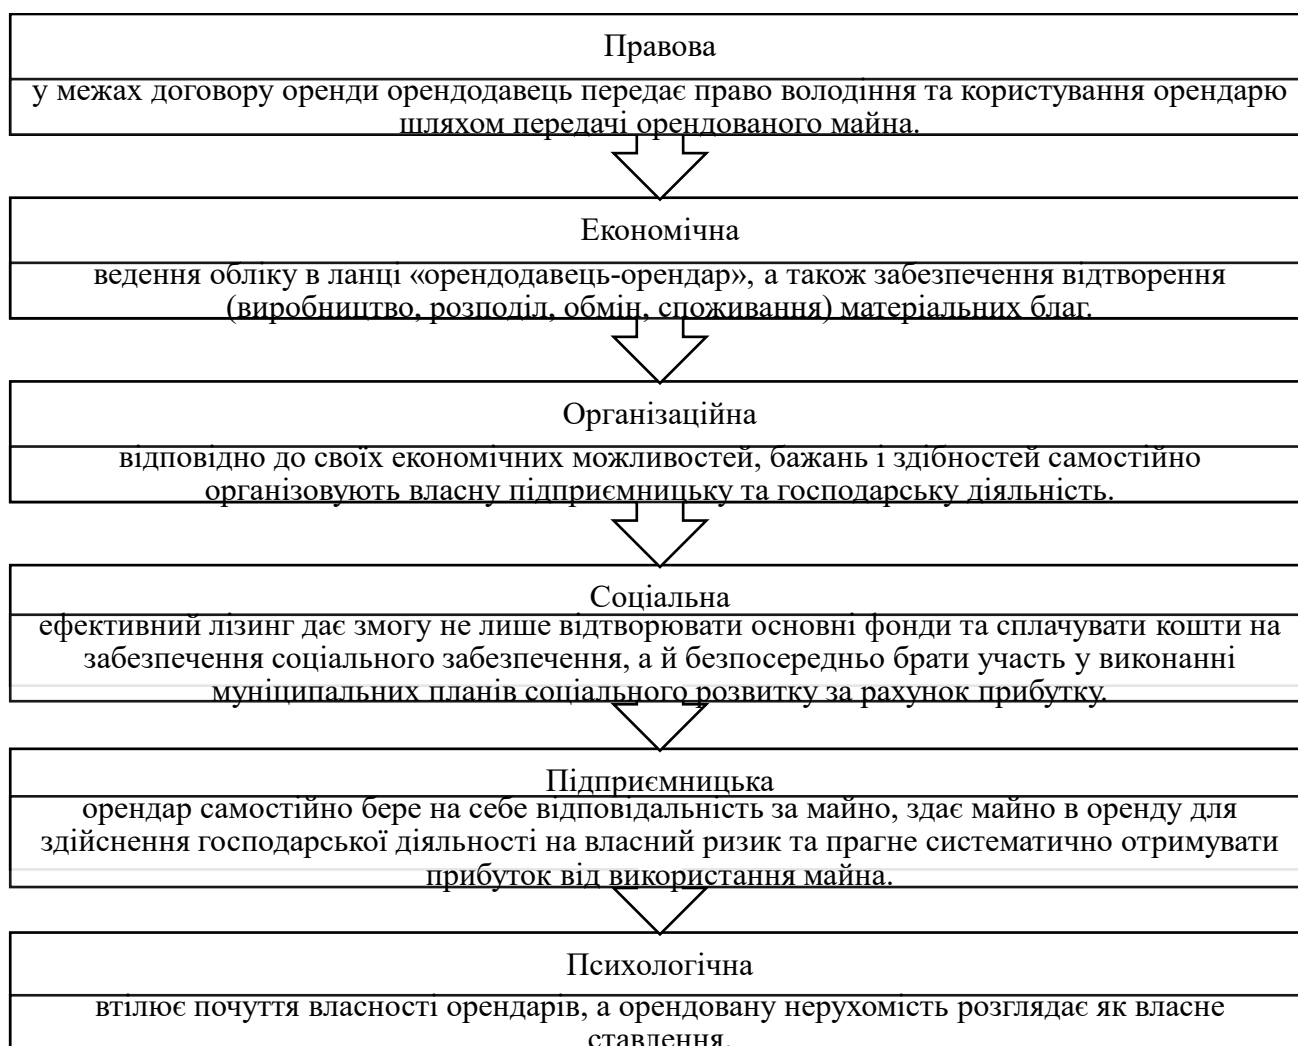 Правова
у межах договору оренди орендодавець передає право володіння та користування орендарю
шляхом передачі орендованого майна.
Економічна
ведення обліку в ланці «орендодавець-орендар», а також забезпечення відтворення
(виробництво, розподіл, обмін, споживання) матеріальних благ.
Організаційна
відповідно до своїх економічних можливостей, бажань і здібностей самостійно
організовують власну підприємницьку та господарську діяльність.
Соціальна
ефективний лізинг дає змогу не лише відтворювати основні фонди та сплачувати кошти на
забезпечення соціального забезпечення, а й безпосередньо брати участь у виконанні
муніципальних планів соціального розвитку за рахунок прибутку.
Підприємницька
орендар самостійно бере на себе відповідальність за майно, здає майно в оренду для
здійснення господарської діяльності на власний ризик та прагне систематично отримувати
прибуток від використання майна.
Психологічна
втілює почуття власності орендарів, а орендовану нерухомість розглядає як власне
ставлення.